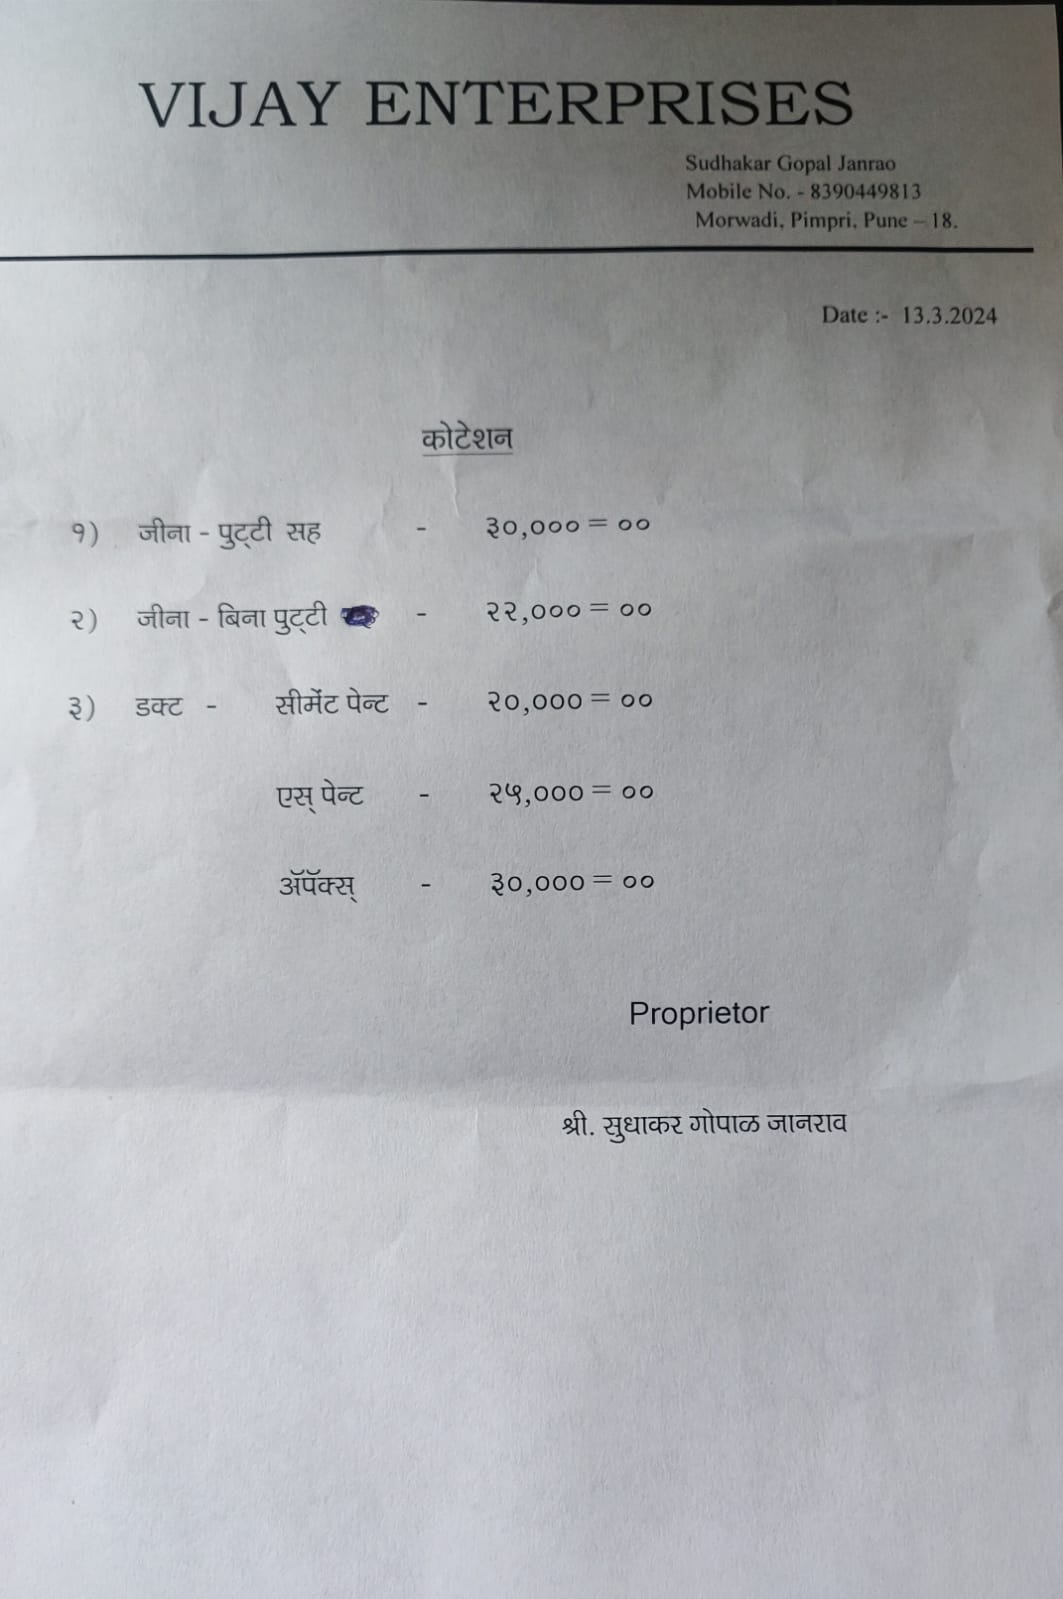 VIJAY ENTERPRISES
Sudhakar Gopal Janrao
Mobile No. - 8390449813
Morwadi, Pimpri, Pune – 18.
Date :- 13.3.2024
कोटेशन
१) जीना - पुट्टी सह - ३०,००० = ००
२) जीना - बिना पुट्टी - २२,००० = ००
३) डक्ट - सीमेंट पेन्ट - २०,००० = ००
एस् पेन्ट - २५,००० = ००
ॲपॅक्स् - ३०,००० = ००
Proprietor
श्री. सुधाकर गोपाळ जानराव